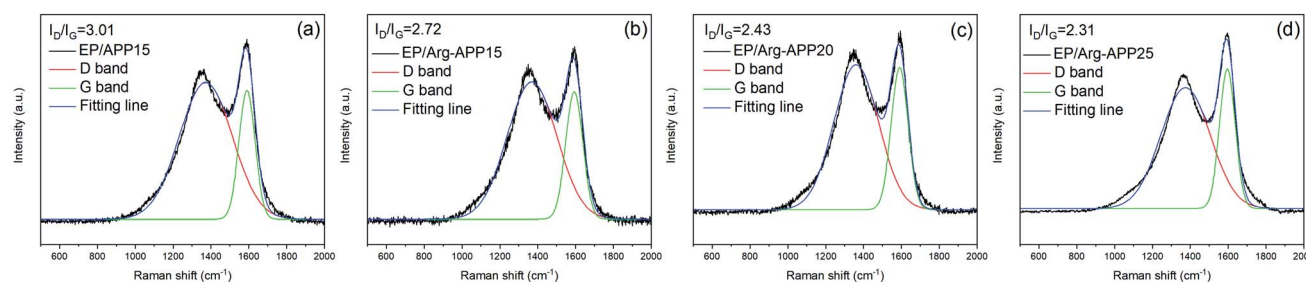 I_D/I_G=3.01
(a)
EP/APP15
D band
G band
Fitting line
Intensity (a.u.)
600 800 1000 1200 1400 1600 1800 2000
Raman shift (cm⁻¹)
I_D/I_G=2.72
(b)
EP/Arg-APP15
D band
G band
Fitting line
Intensity (a.u.)
600 800 1000 1200 1400 1600 1800 2000
Raman shift (cm⁻¹)
I_D/I_G=2.43
(c)
EP/Arg-APP20
D band
G band
Fitting line
Intensity (a.u.)
600 800 1000 1200 1400 1600 1800 2000
Raman shift (cm⁻¹)
I_D/I_G=2.31
(d)
EP/Arg-APP25
D band
G band
Fitting line
Intensity (a.u.)
600 800 1000 1200 1400 1600 1800
Raman shift (cm⁻¹)